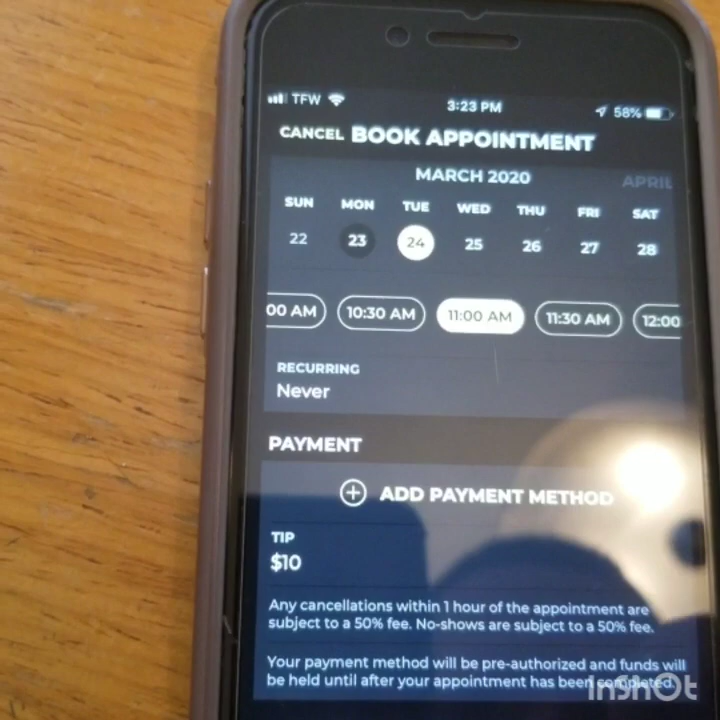 TFW 3:23 PM 58%
CANCEL BOOK APPOINTMENT
MARCH 2020 APRIL
SUN MON TUE WED THU FRI SAT
22 23 24 25 26 27 28
00 AM 10:30 AM 11:00 AM 11:30 AM 12:00
RECURRING
Never
PAYMENT
ADD PAYMENT METHOD
TIP
$10
Any cancellations within 1 hour of the appointment are
subject to a 50% fee. No-shows are subject to a 50% fee.
Your payment method will be pre-authorized and funds will
be held until after your appointment has been completed.
InShOt